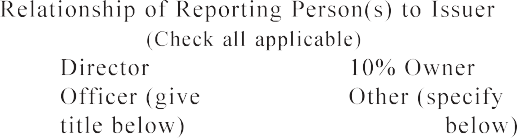 Relationship of Reporting Person(s) to Issuer
(Check all applicable)
Director 10% Owner
Officer (give Other (specify
title below) below)